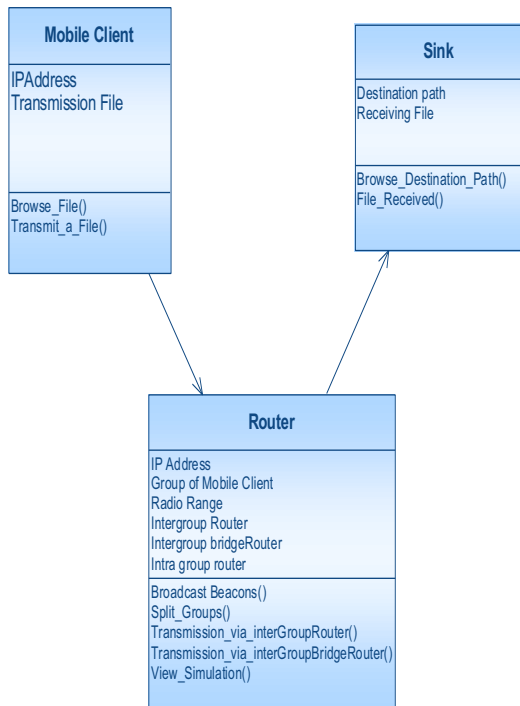 Mobile Client
IPAddress
Transmission File
Browse_File()
Transmit_a_File()
Sink
Destination path
Receiving File
Browse_Destination_Path()
File_Received()
Router
IP Address
Group of Mobile Client
Radio Range
Intergroup Router
Intergroup bridgeRouter
Intra group router
Broadcast Beacons()
Split_Groups()
Transmission_via_interGroupRouter()
Transmission_via_interGroupBridgeRouter()
View_Simulation()